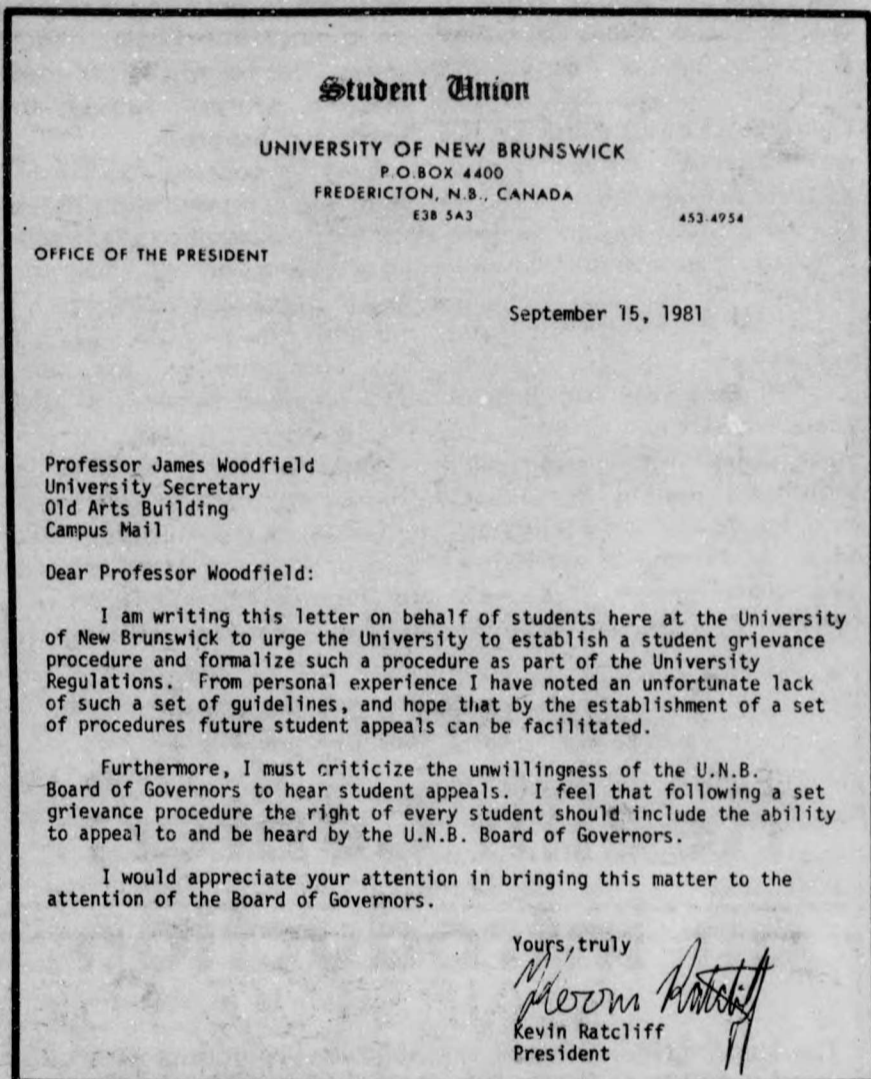 Student Union
UNIVERSITY OF NEW BRUNSWICK
P.O.BOX 4400
FREDERICTON, N.B., CANADA
E3B 5A3 453-4954
OFFICE OF THE PRESIDENT
September 15, 1981
Professor James Woodfield
University Secretary
Old Arts Building
Campus Mail
Dear Professor Woodfield:
I am writing this letter on behalf of students here at the University
of New Brunswick to urge the University to establish a student grievance
procedure and formalize such a procedure as part of the University
Regulations. From personal experience I have noted an unfortunate lack
of such a set of guidelines, and hope that by the establishment of a set
of procedures future student appeals can be facilitated.
Furthermore, I must criticize the unwillingness of the U.N.B.
Board of Governors to hear student appeals. I feel that following a set
grievance procedure the right of every student should include the ability
to appeal to and be heard by the U.N.B. Board of Governors.
I would appreciate your attention in bringing this matter to the
attention of the Board of Governors.
Yours, truly
Kevin Ratcliff
Kevin Ratcliff
President